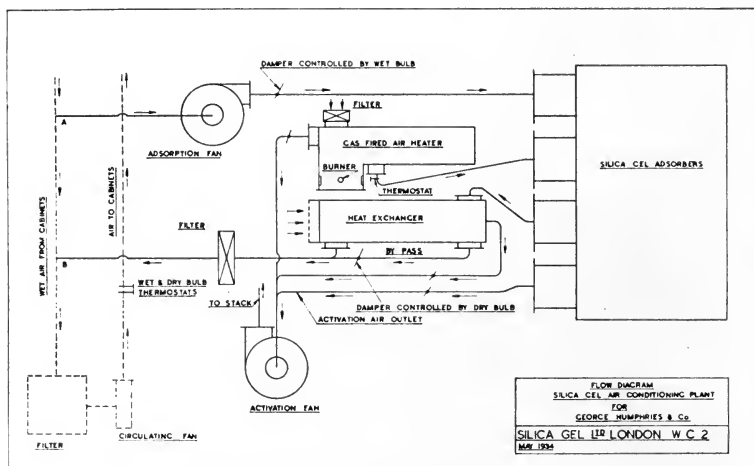 DAMPER CONTROLLED BY WET BULB
FILTER
A
ADSORPTION FAN
GAS FIRED AIR HEATER
BURNER
THERMOSTAT
SILICA GEL ADSORBERS
WET AIR FROM CABINETS
AIR TO CABINETS
FILTER
HEAT EXCHANGER
BY PASS
B
WET & DRY BULB
THERMOSTATS
TO STACK
DAMPER CONTROLLED BY DRY BULB
ACTIVATION AIR OUTLET
ACTIVATION FAN
FILTER
CIRCULATING FAN
FLOW DIAGRAM
SILICA GEL AIR CONDITIONING PLANT
FOR
GEORGE HUMPHRIES & Co
SILICA GEL LTD LONDON W C 2
MAY 1934